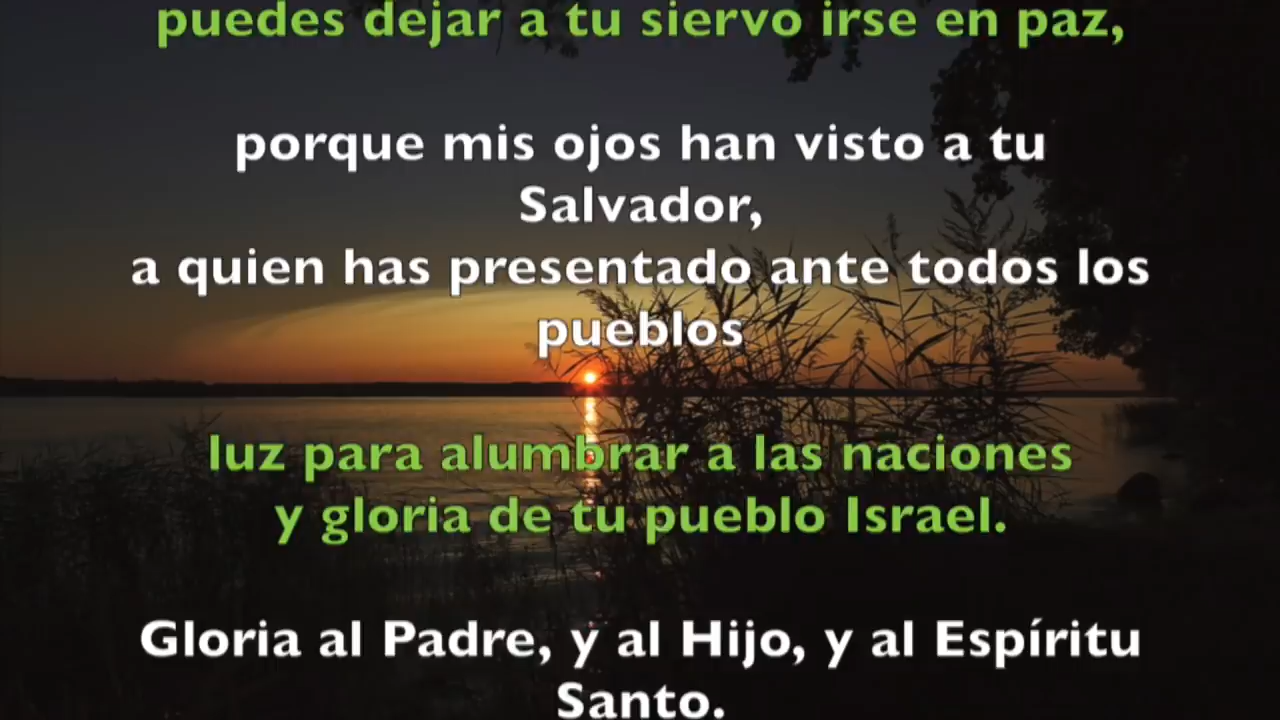 puedes dejar a tu siervo irse en paz,
porque mis ojos han visto a tu
Salvador,
a quien has presentado ante todos los
pueblos
luz para alumbrar a las naciones
y gloria de tu pueblo Israel.
Gloria al Padre, y al Hijo, y al Espíritu
Santo.